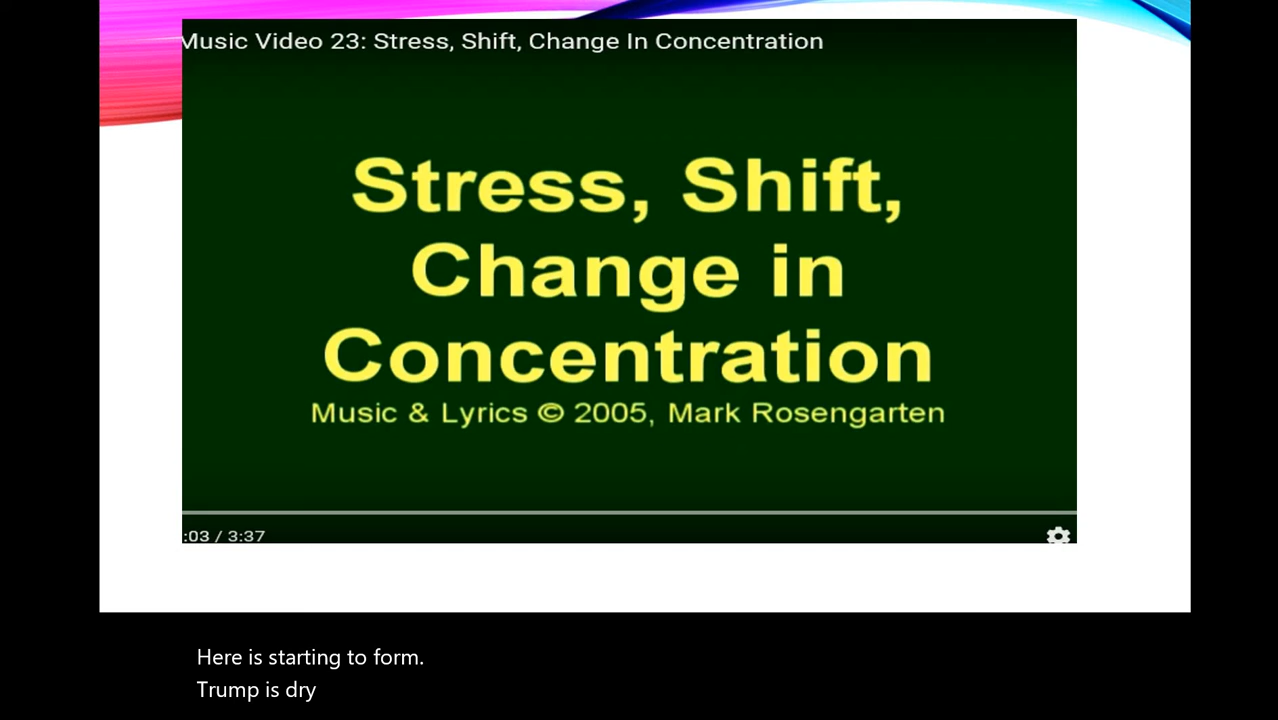 Music Video 23: Stress, Shift, Change In Concentration
Stress, Shift,
Change in
Concentration
Music & Lyrics © 2005, Mark Rosengarten
:03 / 3:37
Here is starting to form.
Trump is dry